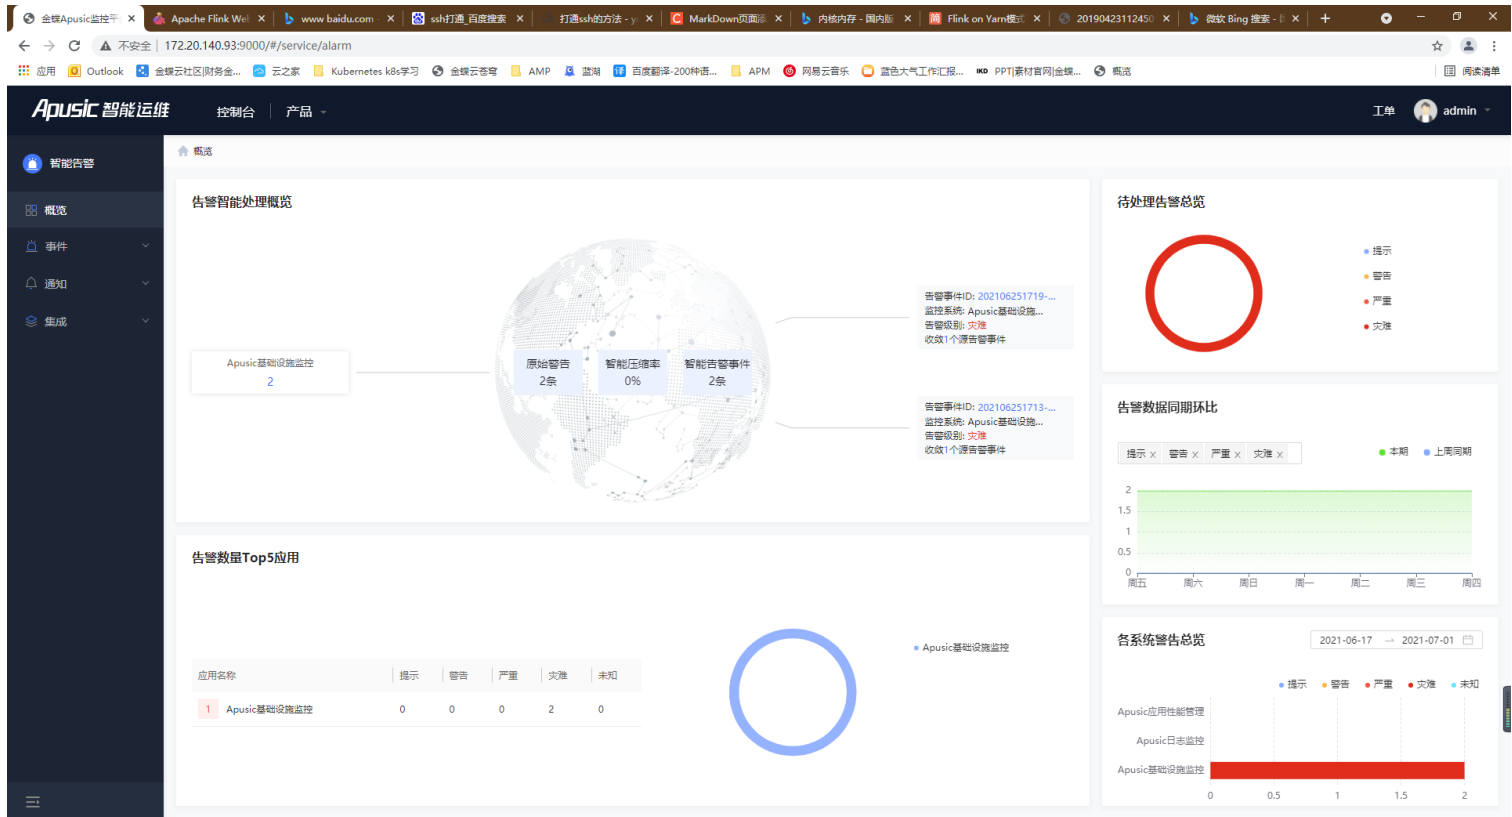 金蝶Apusic监控平
Apache Flink Web
www.baidu.com -
ssh打通_百度搜索
打通ssh的方法 - y
MarkDown页面添
内核内存 - 国内版
Flink on Yarn模式
20190423112450
微软 Bing 搜索 -
不安全 | 172.20.140.93:9000/#/service/alarm
应用
Outlook
金蝶云社区|财务金...
云之家
Kubernetes k8s学习
金蝶云苍穹
AMP
蓝湖
百度翻译-200种语...
APM
网易云音乐
蓝色大气工作汇报...
PPT|素材官网|金蝶...
概览
阅读清单
Apusic 智能运维
控制台
产品
工单
admin
智能告警
概览
事件
通知
集成
概览
告警智能处理概览
Apusic基础设施监控
2
原始警告
2条
智能压缩率
0%
智能告警事件
2条
告警事件ID: 202106251719-...
监控系统: Apusic基础设施...
告警级别: 灾难
收敛1个源告警事件
告警事件ID: 202106251713-...
监控系统: Apusic基础设施...
告警级别: 灾难
收敛1个源告警事件
待处理告警总览
提示
警告
严重
灾难
告警数据同期环比
提示 × 警告 × 严重 × 灾难 ×
本期 上周同期
2
1.5
1
0.5
0
周五 周六 周日 周一 周二 周三 周四
告警数量Top5应用
应用名称 提示 警告 严重 灾难 未知
1 Apusic基础设施监控 0 0 0 2 0
Apusic基础设施监控
各系统警告总览
2021-06-17 → 2021-07-01
提示 警告 严重 灾难 未知
Apusic应用性能管理
Apusic日志监控
Apusic基础设施监控
0 0.5 1 1.5 2